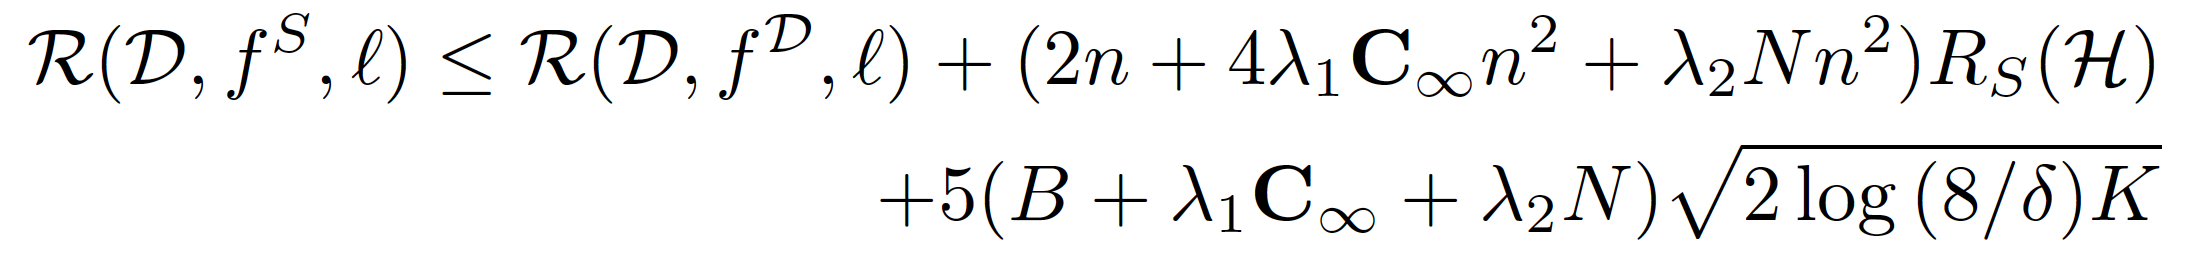 ℛ(𝒟, f^S, ℓ) ≤ ℛ(𝒟, f^𝒟, ℓ) + (2n + 4λ₁𝐂_∞n² + λ₂Nn²)R_S(ℋ)
+5(B + λ₁𝐂_∞ + λ₂N)√(2 log (8/δ)K)